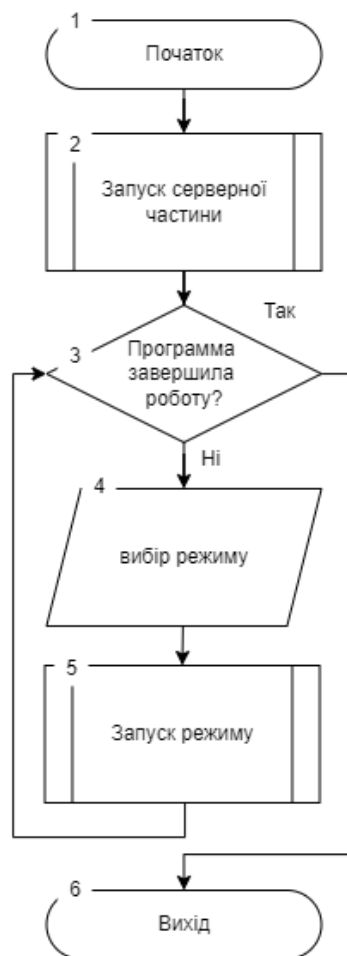 1
Початок
2
Запуск серверної
частини
Так
3
Программа
завершила
роботу?
Ні
4
вибір режиму
5
Запуск режиму
6
Вихід